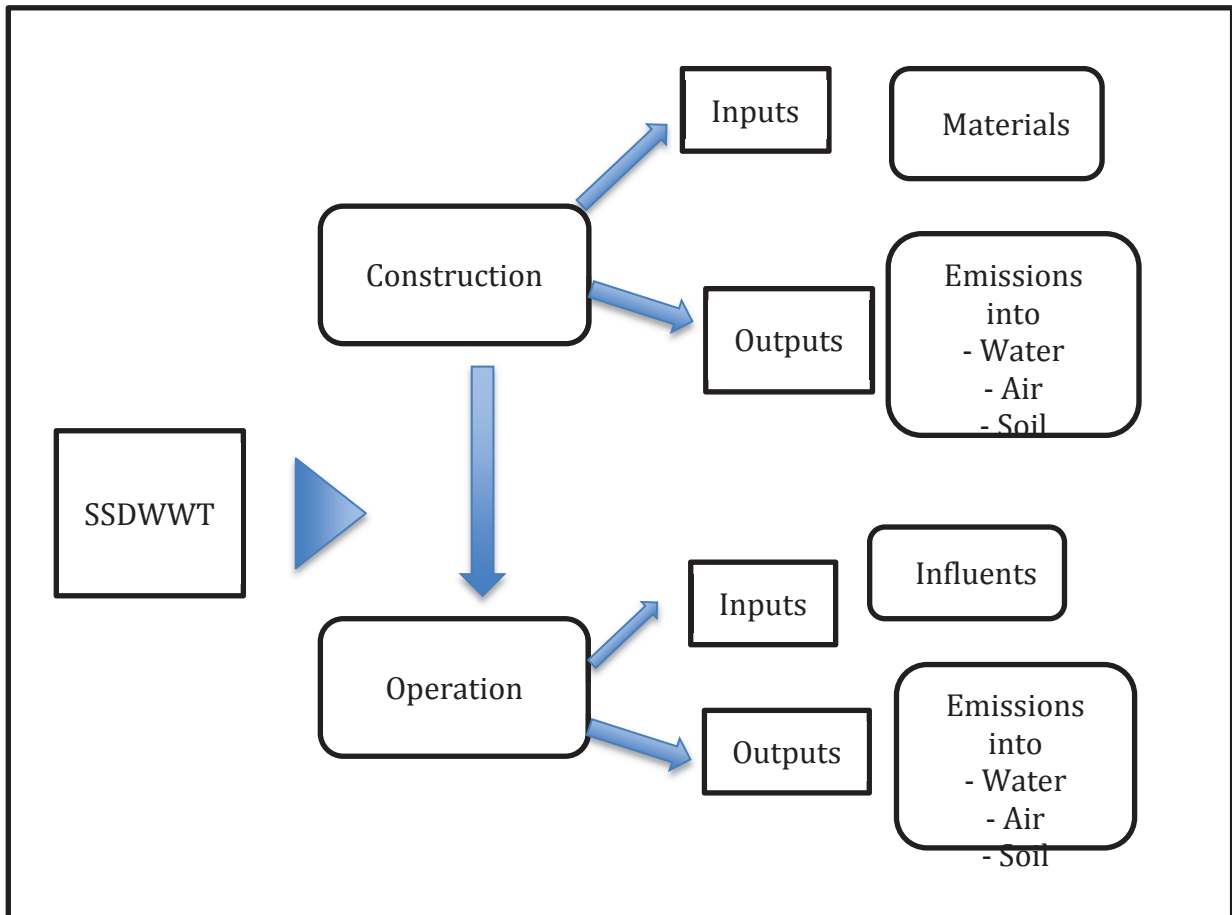 Inputs
Materials
Construction
Outputs
Emissions
into
- Water
- Air
- Soil
SSDWWT
Inputs
Influents
Operation
Outputs
Emissions
into
- Water
- Air
- Soil